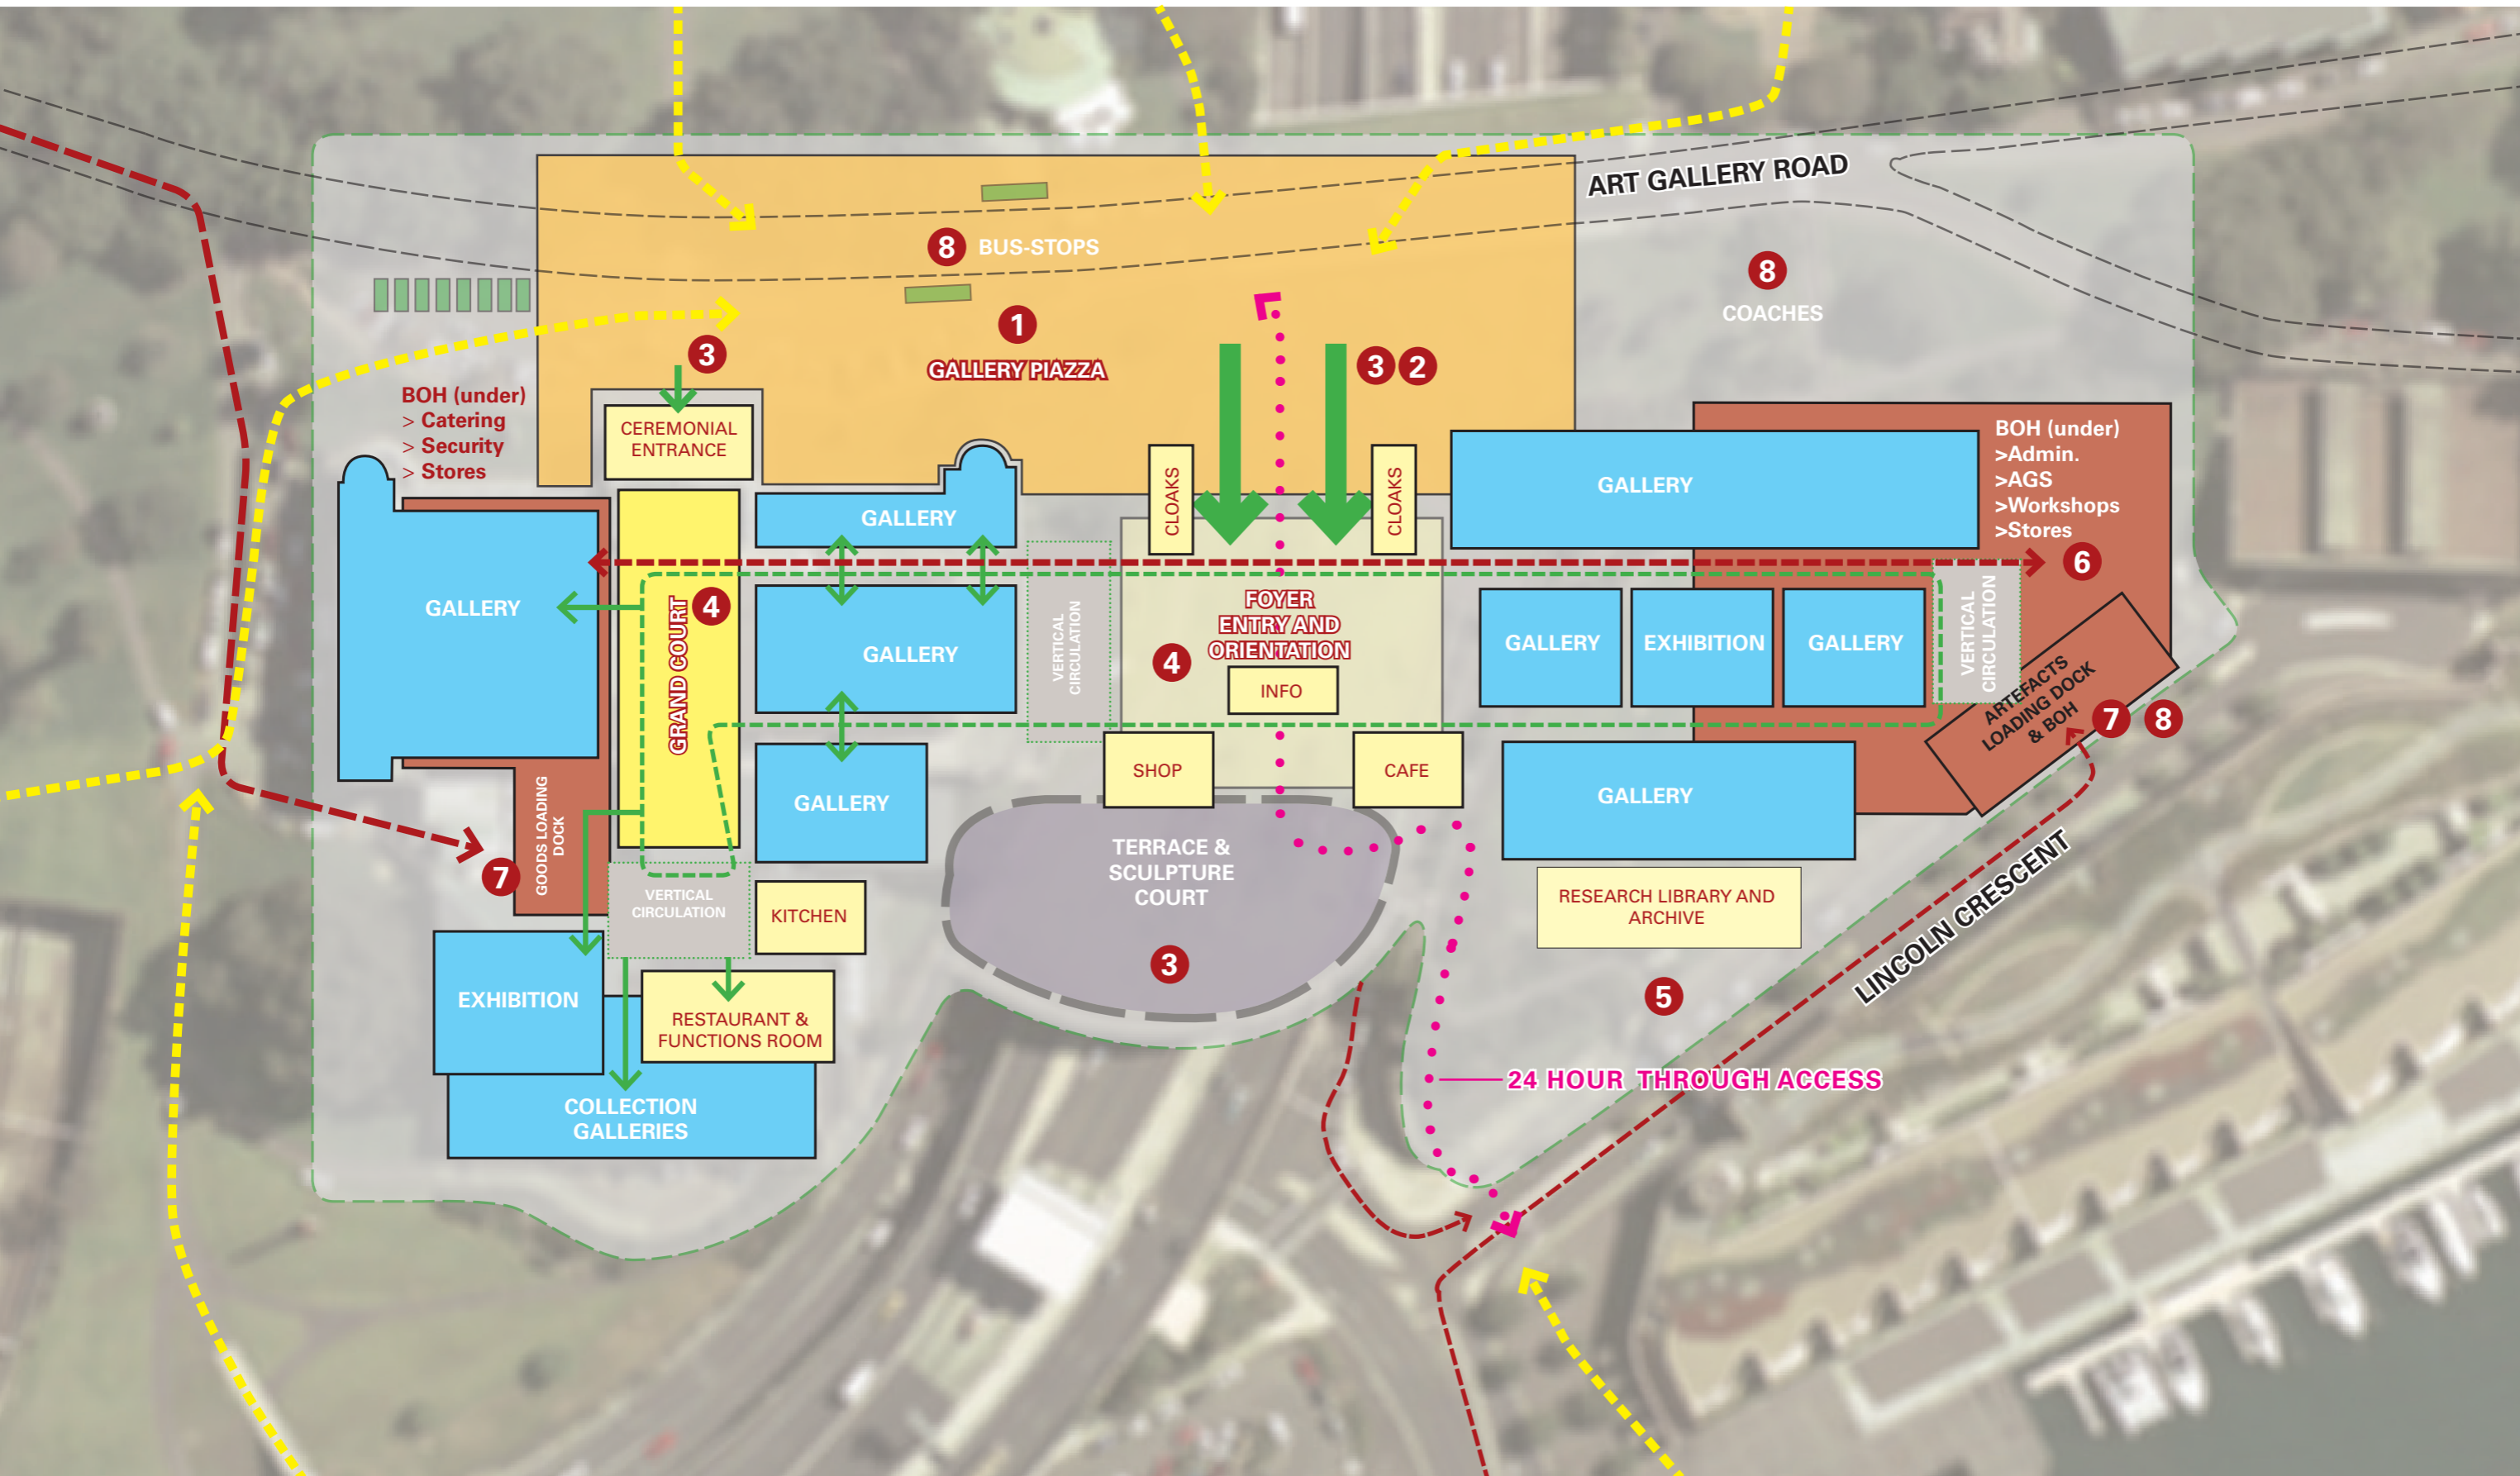 ART GALLERY ROAD
8 BUS-STOPS
8
COACHES
1
GALLERY PIAZZA
3
3 2
BOH (under)
> Catering
> Security
> Stores
CEREMONIAL
ENTRANCE
CLOAKS
CLOAKS
GALLERY
BOH (under)
>Admin.
>AGS
>Workshops
>Stores
6
GALLERY
GALLERY
GRAND COURT
4
GALLERY
VERTICAL
CIRCULATION
FOYER
ENTRY AND
ORIENTATION
4
INFO
GALLERY
EXHIBITION
GALLERY
VERTICAL
CIRCULATION
ARTEFACTS
LOADING DOCK
& BOH
7 8
SHOP
CAFE
GALLERY
GALLERY
GOODS LOADING
DOCK
7
VERTICAL
CIRCULATION
KITCHEN
TERRACE &
SCULPTURE
COURT
3
RESEARCH LIBRARY AND
ARCHIVE
5
LINCOLN CRESCENT
EXHIBITION
RESTAURANT &
FUNCTIONS ROOM
COLLECTION
GALLERIES
24 HOUR THROUGH ACCESS